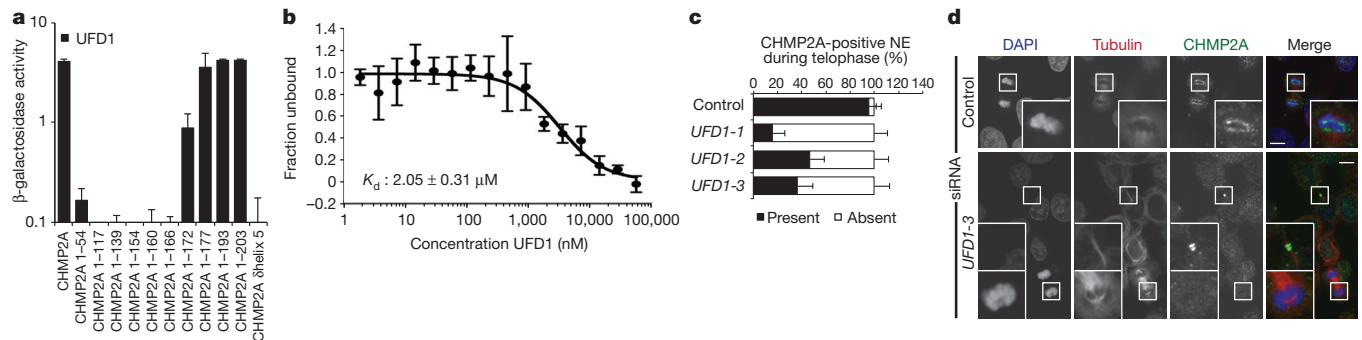 a
β-galactosidase activity
10
1
0.1
UFD1
CHMP2A
CHMP2A 1–54
CHMP2A 1–117
CHMP2A 1–139
CHMP2A 1–154
CHMP2A 1–160
CHMP2A 1–166
CHMP2A 1–172
CHMP2A 1–177
CHMP2A 1–193
CHMP2A 1–203
CHMP2A δhelix 5
b
Fraction unbound
1.4
1.2
1.0
0.8
0.6
0.4
0.2
0
–0.2
Kd : 2.05 ± 0.31 μM
1 10 100 1,000 10,000 100,000
Concentration UFD1 (nM)
c
CHMP2A-positive NE
during telophase (%)
0 20 40 60 80 100 120 140
Control
UFD1-1
UFD1-2
UFD1-3
Present Absent
d
DAPI Tubulin CHMP2A Merge
Control
siRNA
UFD1-3